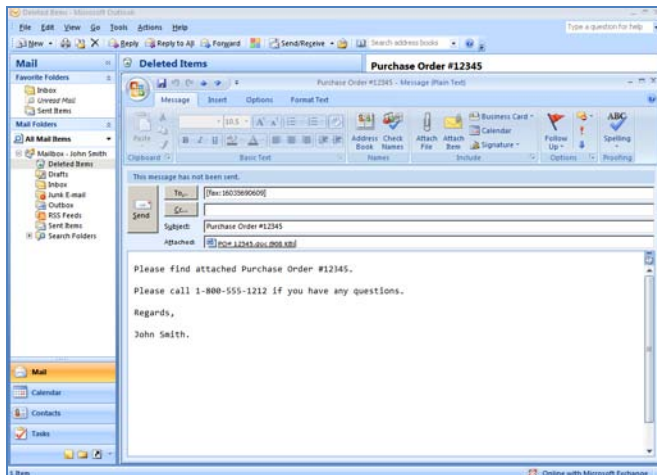 Deleted Items - Microsoft Outlook
File Edit View Go Tools Actions Help
Type a question for help
New Reply Reply to All Forward Send/Receive Search address books
Mail
Deleted Items
Purchase Order #12345
Favorite Folders
Inbox
Unread Mail
Sent Items
Mail Folders
All Mail Items
Mailbox - John Smith
Deleted Items
Drafts
Inbox
Junk E-mail
Outbox
RSS Feeds
Sent Items
Search Folders
Purchase Order #12345 - Message (Plain Text)
Message Insert Options Format Text
Paste
Clipboard
10.5
B I U
Basic Text
Address Book
Check Names
Names
Attach File
Attach Item
Business Card
Calendar
Signature
Include
Follow Up
Options
ABC
Spelling
Proofing
This message has not been sent.
Send
To...
[fax:16035690609]
Cc...
Subject: Purchase Order #12345
Attached: PO# 12345.doc (908 KB)
Please find attached Purchase Order #12345.
Please call 1-800-555-1212 if you have any questions.
Regards,
John Smith.
Mail
Calendar
Contacts
Tasks
1 Item
Online with Microsoft Exchange